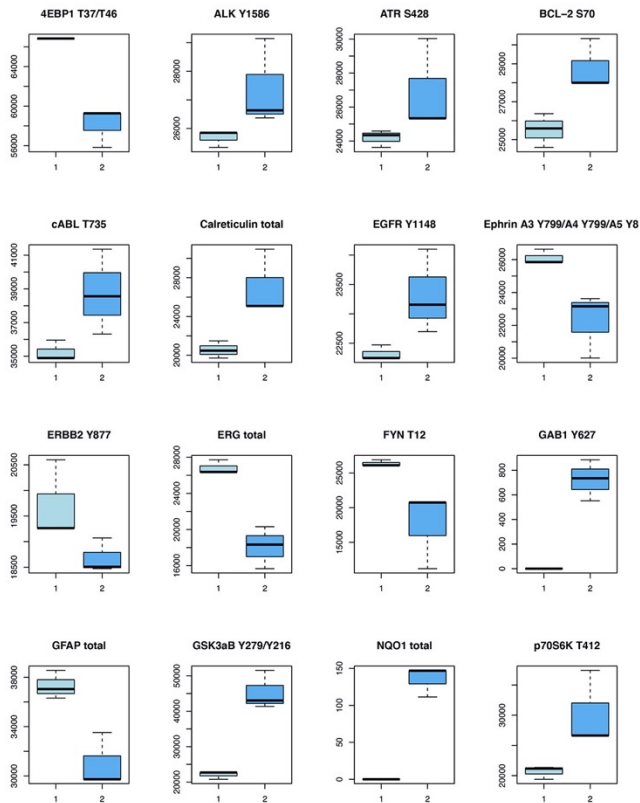 4EBP1 T37/T46
ALK Y1586
ATR S428
BCL−2 S70
56000 60000 64000
26000 28000
24000 26000 28000 30000
25000 27000 29000
1 2
1 2
1 2
1 2
cABL T735
Calreticulin total
EGFR Y1148
Ephrin A3 Y799/A4 Y799/A5 Y8
35000 37000 39000 41000
20000 24000 28000
22500 23500
20000 22000 24000 26000
1 2
1 2
1 2
1 2
ERBB2 Y877
ERG total
FYN T12
GAB1 Y627
18500 19500 20500
16000 20000 24000 28000
15000 20000 25000
0 200 400 600 800
1 2
1 2
1 2
1 2
GFAP total
GSK3aB Y279/Y216
NQO1 total
p70S6K T412
30000 34000 38000
20000 30000 40000 50000
0 50 100 150
20000 30000
1 2
1 2
1 2
1 2